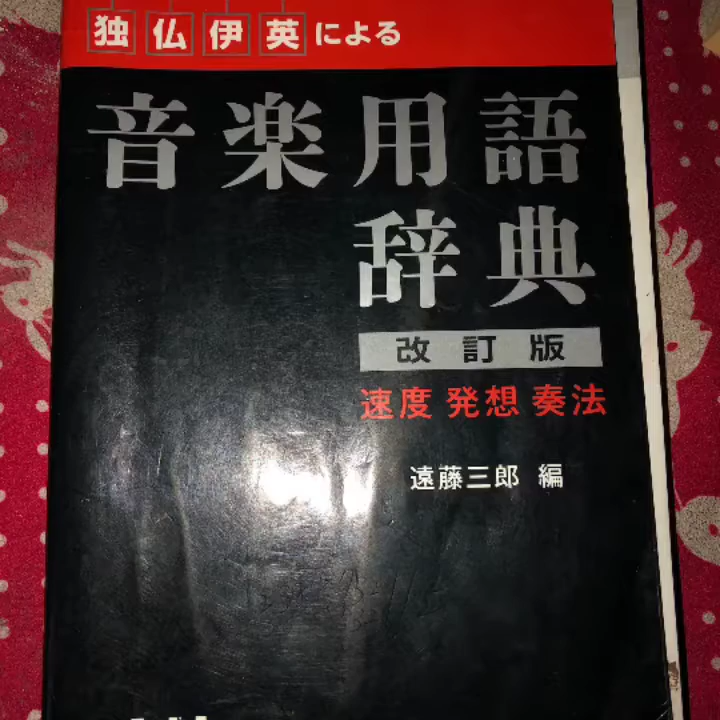 独仏伊英による
音楽用語
辞典
改訂版
速度 発想 奏法
遠藤三郎 編